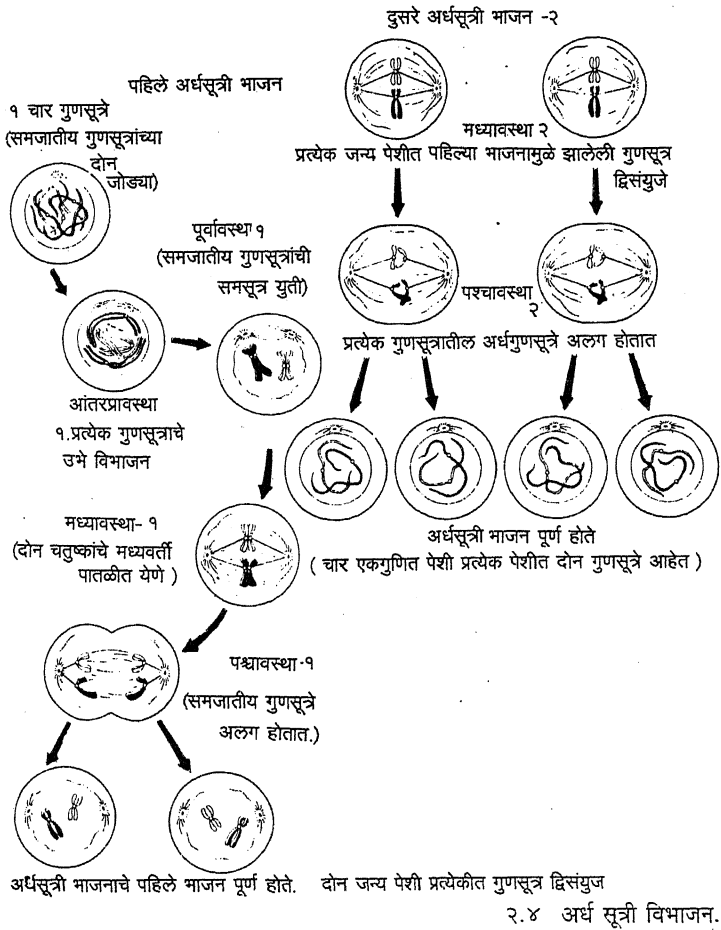 पहिले अर्धसूत्री भाजन
१ चार गुणसूत्रे
(समजातीय गुणसूत्रांच्या
दोन
जोड्या)
आंतरप्रावस्था
१.प्रत्येक गुणसूत्राचे
उभे विभाजन
पूर्वावस्था १
(समजातीय गुणसूत्रांची
समसूत्र युती)
मध्यावस्था- १
(दोन चतुष्कांचे मध्यवर्ती
पातळीत येणे )
पश्चावस्था-१
(समजातीय गुणसूत्रे
अलग होतात.)
अर्धसूत्री भाजनाचे पहिले भाजन पूर्ण होते. दोन जन्य पेशी प्रत्येकीत गुणसूत्र द्विसंयुज
दुसरे अर्धसूत्री भाजन -२
मध्यावस्था २
प्रत्येक जन्य पेशीत पहिल्या भाजनामुळे झालेली गुणसूत्र
द्विसंयुजे
पश्चावस्था
२
प्रत्येक गुणसूत्रातील अर्धगुणसूत्रे अलग होतात
अर्धसूत्री भाजन पूर्ण होते
( चार एकगुणित पेशी प्रत्येक पेशीत दोन गुणसूत्रे आहेत )
२.४ अर्ध सूत्री विभाजन.